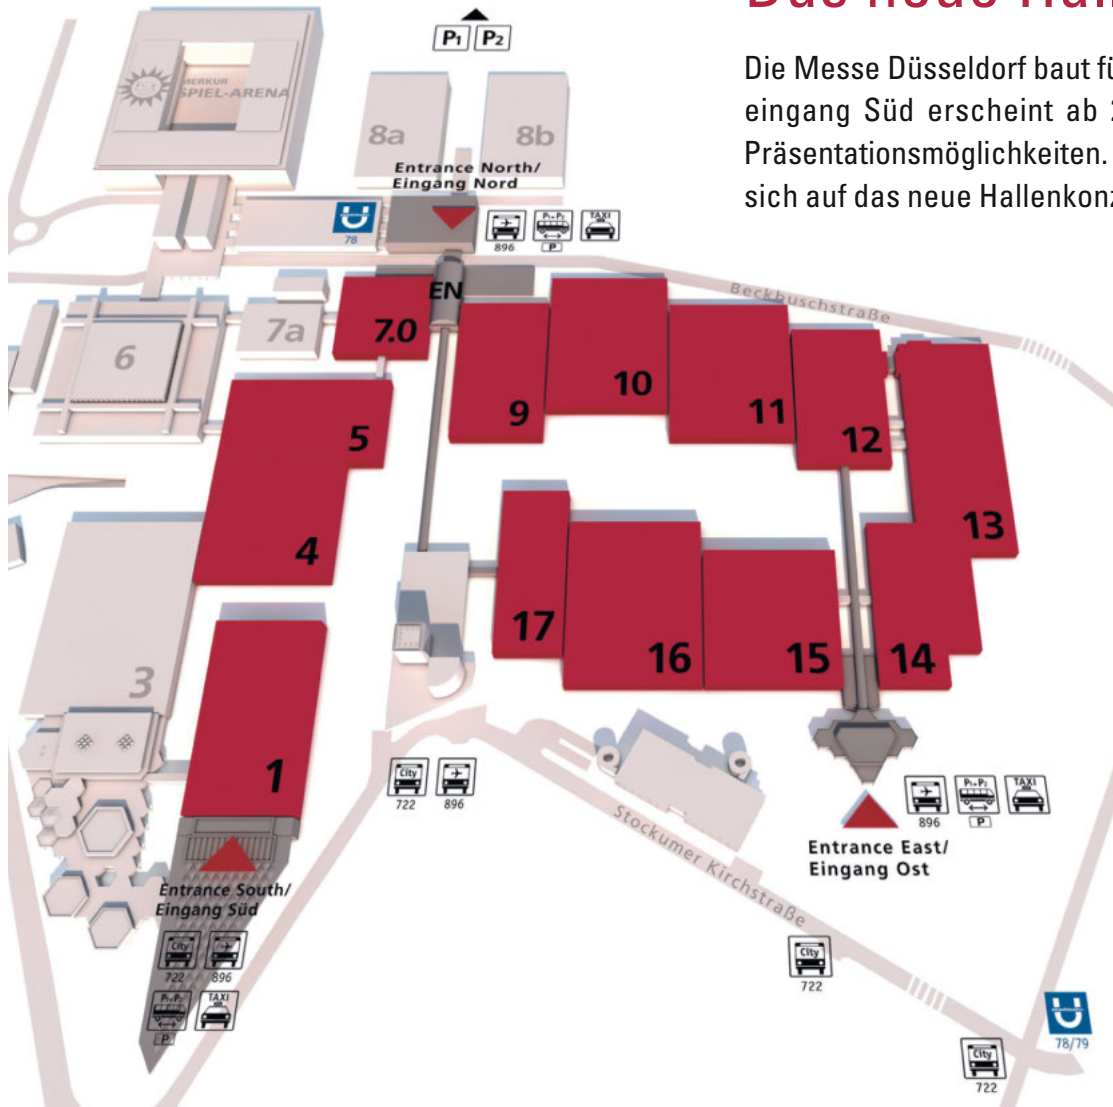 Die Messe Düsseldorf baut fü
eingang Süd erscheint ab
Präsentationsmöglichkeiten.
sich auf das neue Hallenkonz
P1 P2
MERKUR
SPIEL-ARENA
8a
8b
Entrance North/
Eingang Nord
78
896
P1+P2
P
TAXI
EN
Beckbuschstraße
6
7a
7.0
9
10
11
12
13
5
4
3
1
17
16
15
14
City
722
896
Stockumer Kirchstraße
Entrance East/
Eingang Ost
896
P1+P2
P
TAXI
Entrance South/
Eingang Süd
City
722
896
P1+P2
P
TAXI
City
722
78/79
City
722